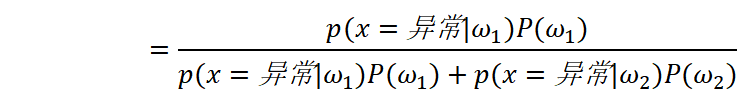 = p(x = 异常|ω₁)P(ω₁) / p(x = 异常|ω₁)P(ω₁) + p(x = 异常|ω₂)P(ω₂)